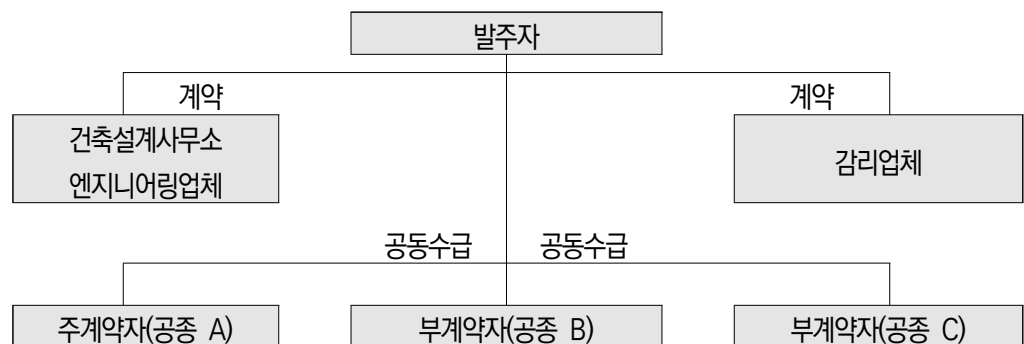 발주자
계약
계약
건축설계사무소
엔지니어링업체
감리업체
공동수급
공동수급
주계약자(공종 A)
부계약자(공종 B)
부계약자(공종 C)